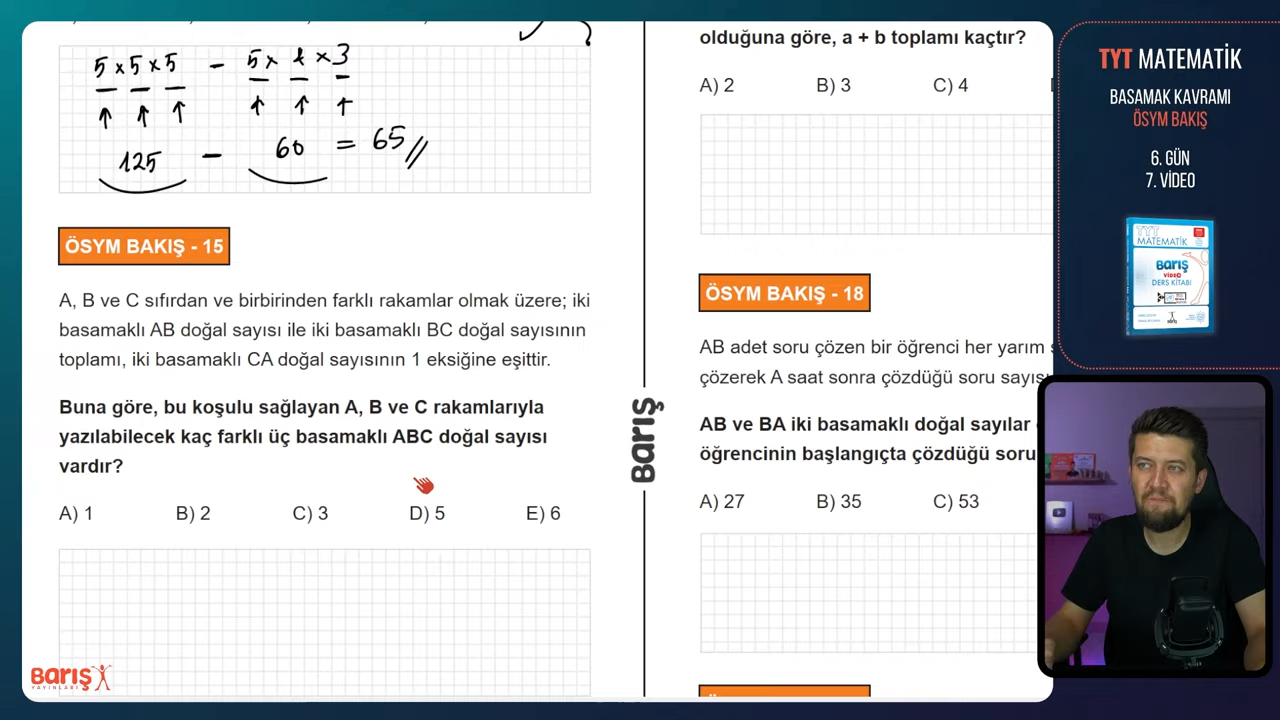 5 × 5 × 5 - 5 × 4 × 3
125 - 60 = 65 //
ÖSYM BAKIŞ - 15
A, B ve C sıfırdan ve birbirinden farklı rakamlar olmak üzere; iki
basamaklı AB doğal sayısı ile iki basamaklı BC doğal sayısının
toplamı, iki basamaklı CA doğal sayısının 1 eksiğine eşittir.
Buna göre, bu koşulu sağlayan A, B ve C rakamlarıyla
yazılabilecek kaç farklı üç basamaklı ABC doğal sayısı
vardır?
A) 1 B) 2 C) 3 D) 5 E) 6
BARIŞ
YAYINLARI
BARIŞ
olduğuna göre, a + b toplamı kaçtır?
A) 2 B) 3 C) 4
ÖSYM BAKIŞ - 18
AB adet soru çözen bir öğrenci her yarım
çözerek A saat sonra çözdüğü soru sayıs
AB ve BA iki basamaklı doğal sayılar
öğrencinin başlangıçta çözdüğü soru
A) 27 B) 35 C) 53
TYT MATEMATİK
BASAMAK KAVRAMI
ÖSYM BAKIŞ
6. GÜN
7. VİDEO
TYT
MATEMATİK
BARIŞ
VİDEO
DERS KİTABI